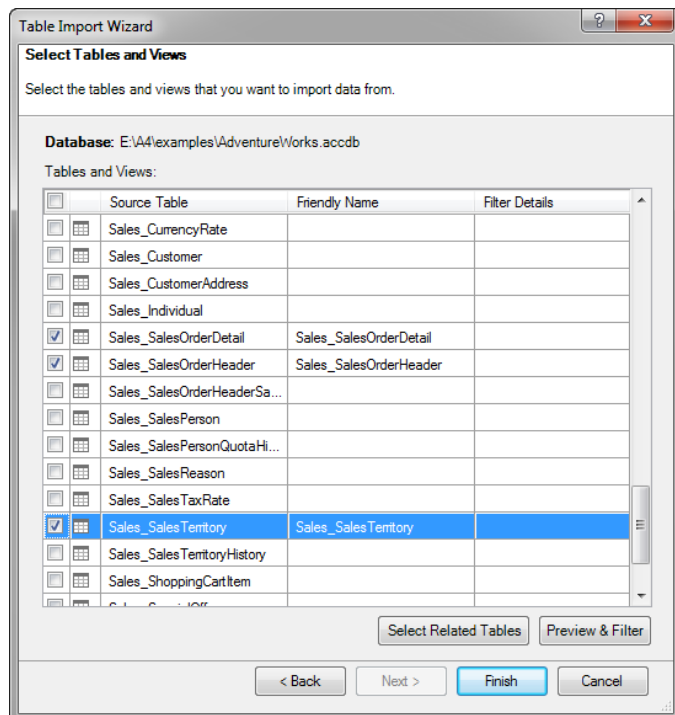 Table Import Wizard
Select Tables and Views
Select the tables and views that you want to import data from.
Database: E:\A4\examples\AdventureWorks.accdb
Tables and Views:
Source Table Friendly Name Filter Details
Sales_CurrencyRate
Sales_Customer
Sales_CustomerAddress
Sales_Individual
Sales_SalesOrderDetail Sales_SalesOrderDetail
Sales_SalesOrderHeader Sales_SalesOrderHeader
Sales_SalesOrderHeaderSa...
Sales_SalesPerson
Sales_SalesPersonQuotaHi...
Sales_SalesReason
Sales_SalesTaxRate
Sales_SalesTerritory Sales_SalesTerritory
Sales_SalesTerritoryHistory
Sales_ShoppingCartItem
Select Related Tables Preview & Filter
< Back Next > Finish Cancel